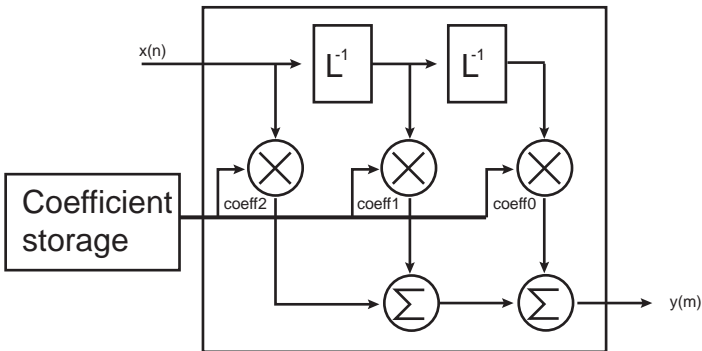 x(n)
L⁻¹
L⁻¹
coeff2
coeff1
coeff0
Coefficient
storage
Σ
Σ
y(m)